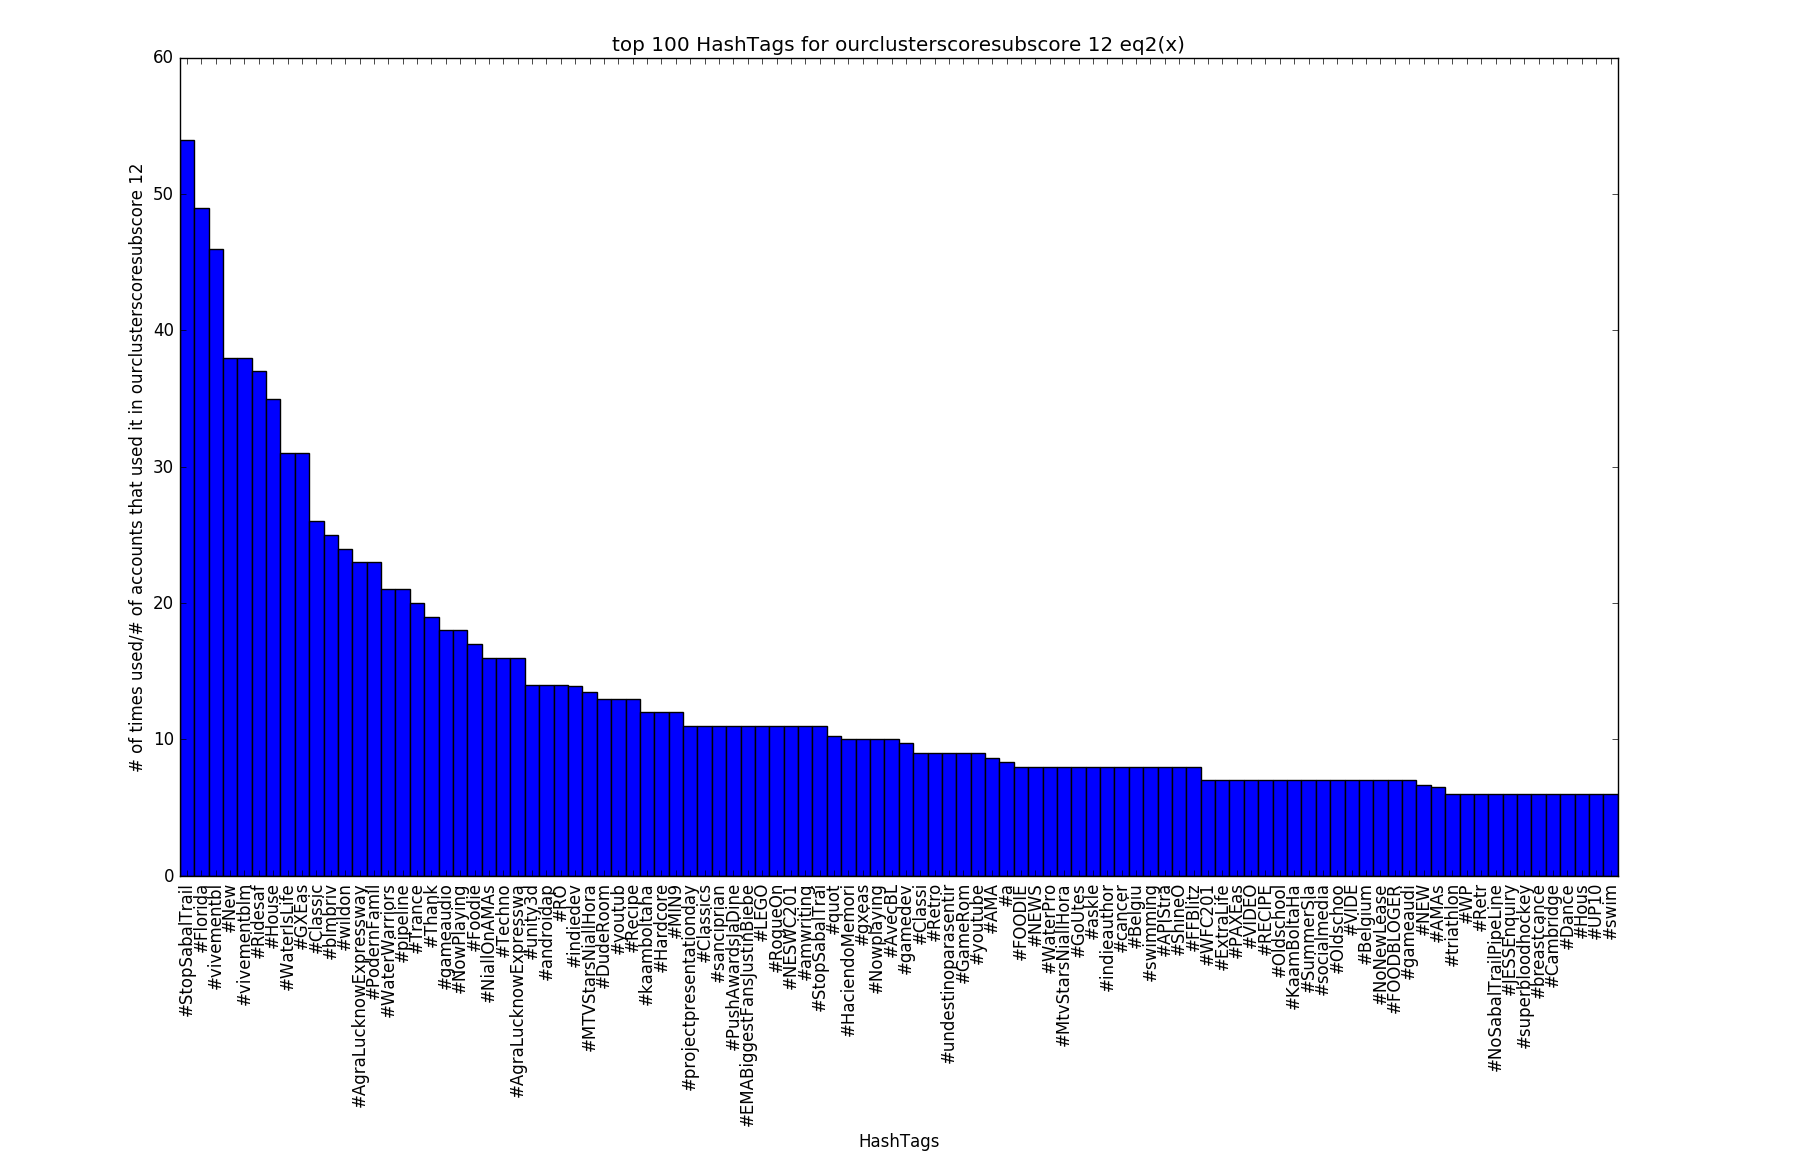 top 100 HashTags for ourclusterscoresubscore 12 eq2(x)
# of times used/# of accounts that used it in ourclusterscoresubscore 12
60
50
40
30
20
10
0
#StopSabalTrail
#Florida
#vivementbl
#New
#vivementblm
#Ridesaf
#House
#WaterIsLife
#GXEas
#Classic
#blmbriv
#wildon
#AgraLucknowExpressway
#PodernFamil
#WaterWarriors
#pipeline
#Trance
#Thank
#gameaudio
#NowPlaying
#Foodie
#NiallOnAMAs
#Techno
#AgraLucknowExpresswa
#unity3d
#androidap
#RO
#indiedev
#MTVStarsNiallHora
#DudeRoom
#youtub
#Recipe
#kaamboltaha
#Hardcore
#MIN9
#projectpresentationday
#Classics
#sanciprian
#PushAwardsJaDine
#EMABiggestFansJustinBiebe
#LEGO
#RogueOn
#NESWC201
#amwriting
#StopSabalTrai
#quot
#HaciendoMemori
#gxeas
#Nowplaying
#AvecBL
#gamedev
#Classi
#Retro
#undestinoparasentir
#GameRom
#youtube
#AMA
#a
#FOODIE
#NEWS
#WaterPro
#MtvStarsNiallHora
#GoUtes
#askle
#indieauthor
#cancer
#Belgiu
#swimming
#APIStra
#ShineO
#FFBlitz
#WFC201
#ExtraLife
#PAXEas
#VIDEO
#RECIPE
#Oldschool
#KaamBoltaHa
#SummerSla
#socialmedia
#Oldschoo
#VIDE
#Belgium
#NoNewLease
#FOODBLOGER
#gameaudi
#NEW
#AMAs
#triathlon
#WP
#Retr
#NoSabalTrailPipeLine
#JESSEnquiry
#superbloodhockey
#breastcance
#Cambridge
#Dance
#Hous
#IJP10
#swim
HashTags